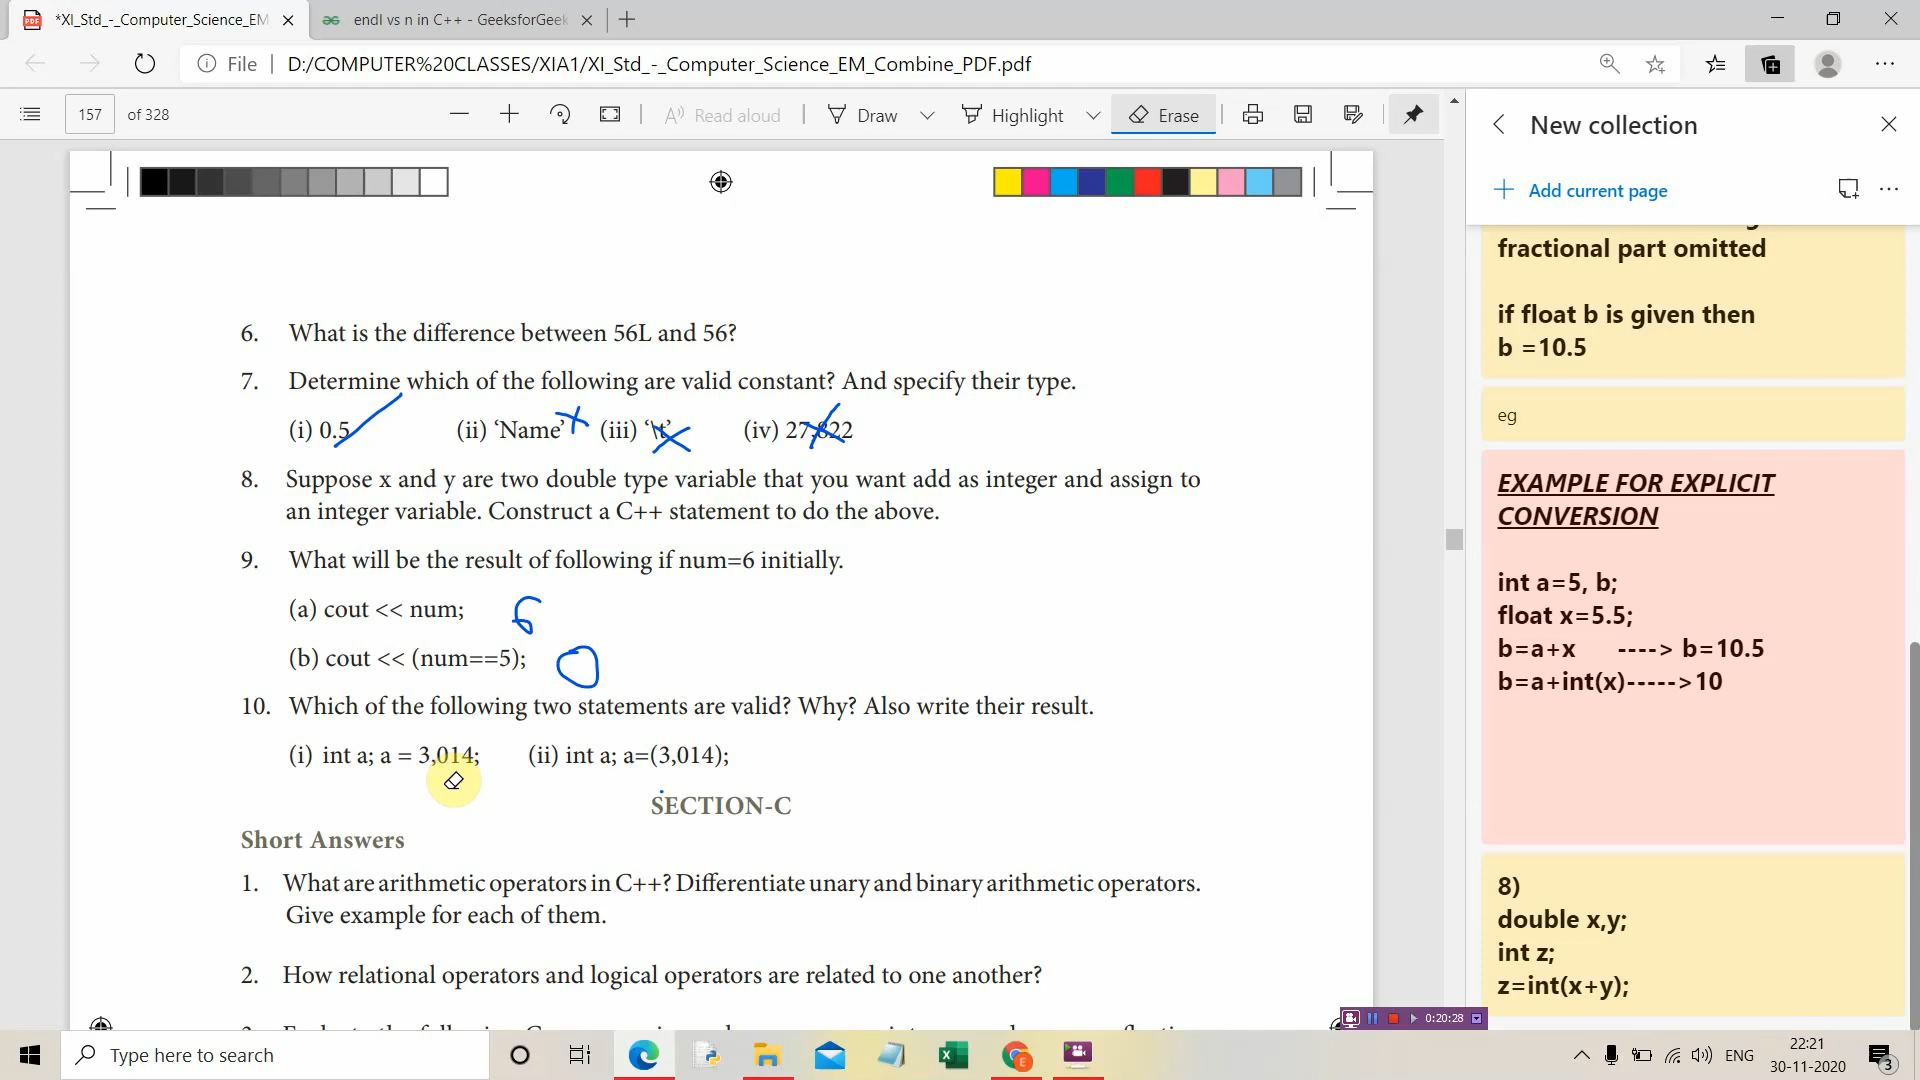 *XI_Std_-_Computer_Science_EM
endl vs n in C++ - GeeksforGeek
File
D:/COMPUTER%20CLASSES/XIA1/XI_Std_-_Computer_Science_EM_Combine_PDF.pdf
157 of 328
Read aloud
Draw
Highlight
Erase
6. What is the difference between 56L and 56?
7. Determine which of the following are valid constant? And specify their type.
(i) 0.5 (ii) ‘Name’ (iii) ‘\t’ (iv) 27,822
8. Suppose x and y are two double type variable that you want add as integer and assign to
an integer variable. Construct a C++ statement to do the above.
9. What will be the result of following if num=6 initially.
(a) cout << num; 6
(b) cout << (num==5); 0
10. Which of the following two statements are valid? Why? Also write their result.
(i) int a; a = 3,014; (ii) int a; a=(3,014);
SECTION-C
Short Answers
1. What are arithmetic operators in C++? Differentiate unary and binary arithmetic operators.
Give example for each of them.
2. How relational operators and logical operators are related to one another?
New collection
Add current page
fractional part omitted
if float b is given then
b =10.5
eg
EXAMPLE FOR EXPLICIT
CONVERSION
int a=5, b;
float x=5.5;
b=a+x ----> b=10.5
b=a+int(x)----->10
8)
double x,y;
int z;
z=int(x+y);
0:20:28
Type here to search
ENG
22:21
30-11-2020
3